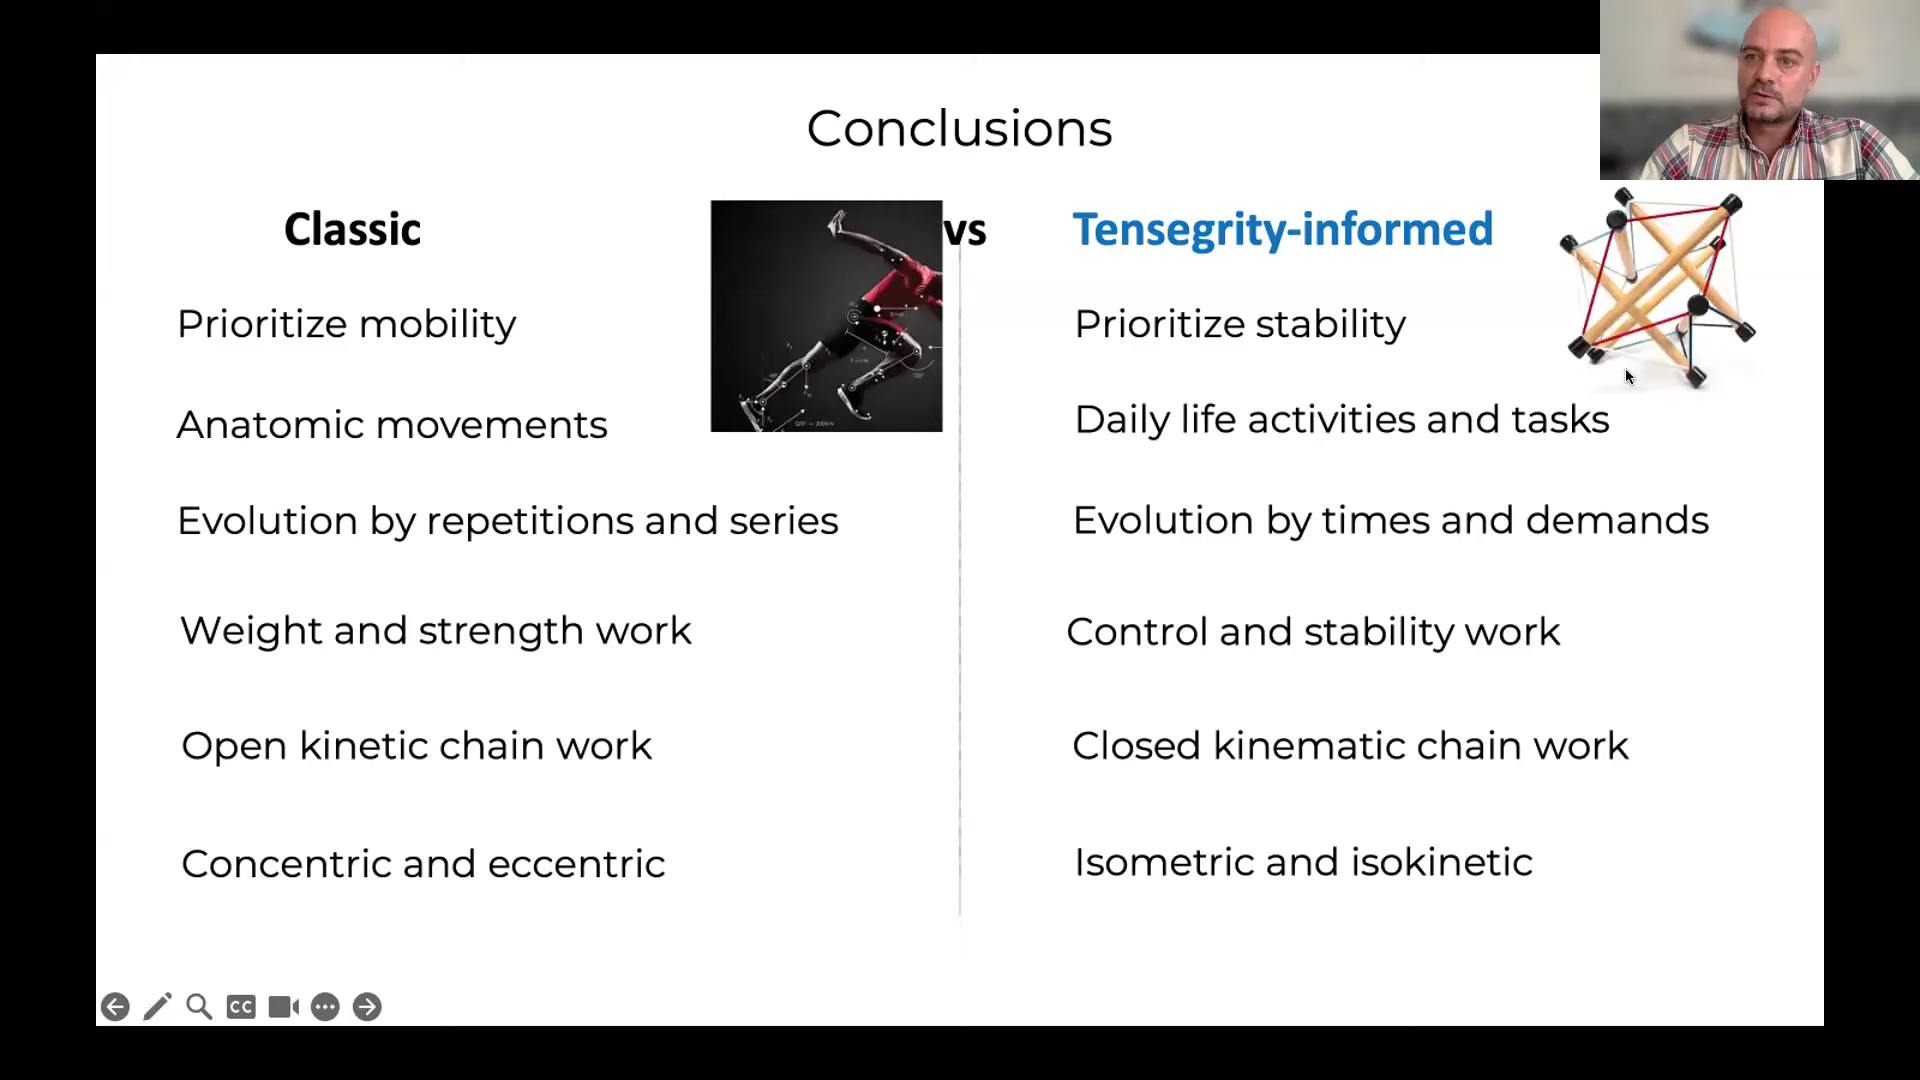 Conclusions
Classic vs Tensegrity-informed
Prioritize mobility
Anatomic movements
Evolution by repetitions and series
Weight and strength work
Open kinetic chain work
Concentric and eccentric
Prioritize stability
Daily life activities and tasks
Evolution by times and demands
Control and stability work
Closed kinematic chain work
Isometric and isokinetic
CC